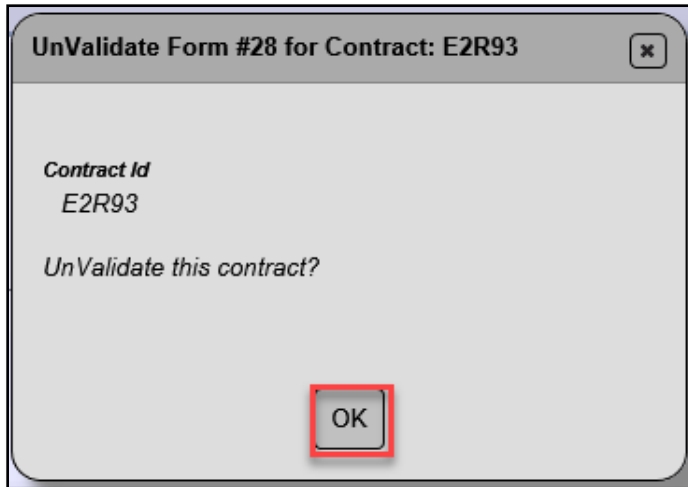 UnValidate Form #28 for Contract: E2R93
Contract Id
E2R93
UnValidate this contract?
OK